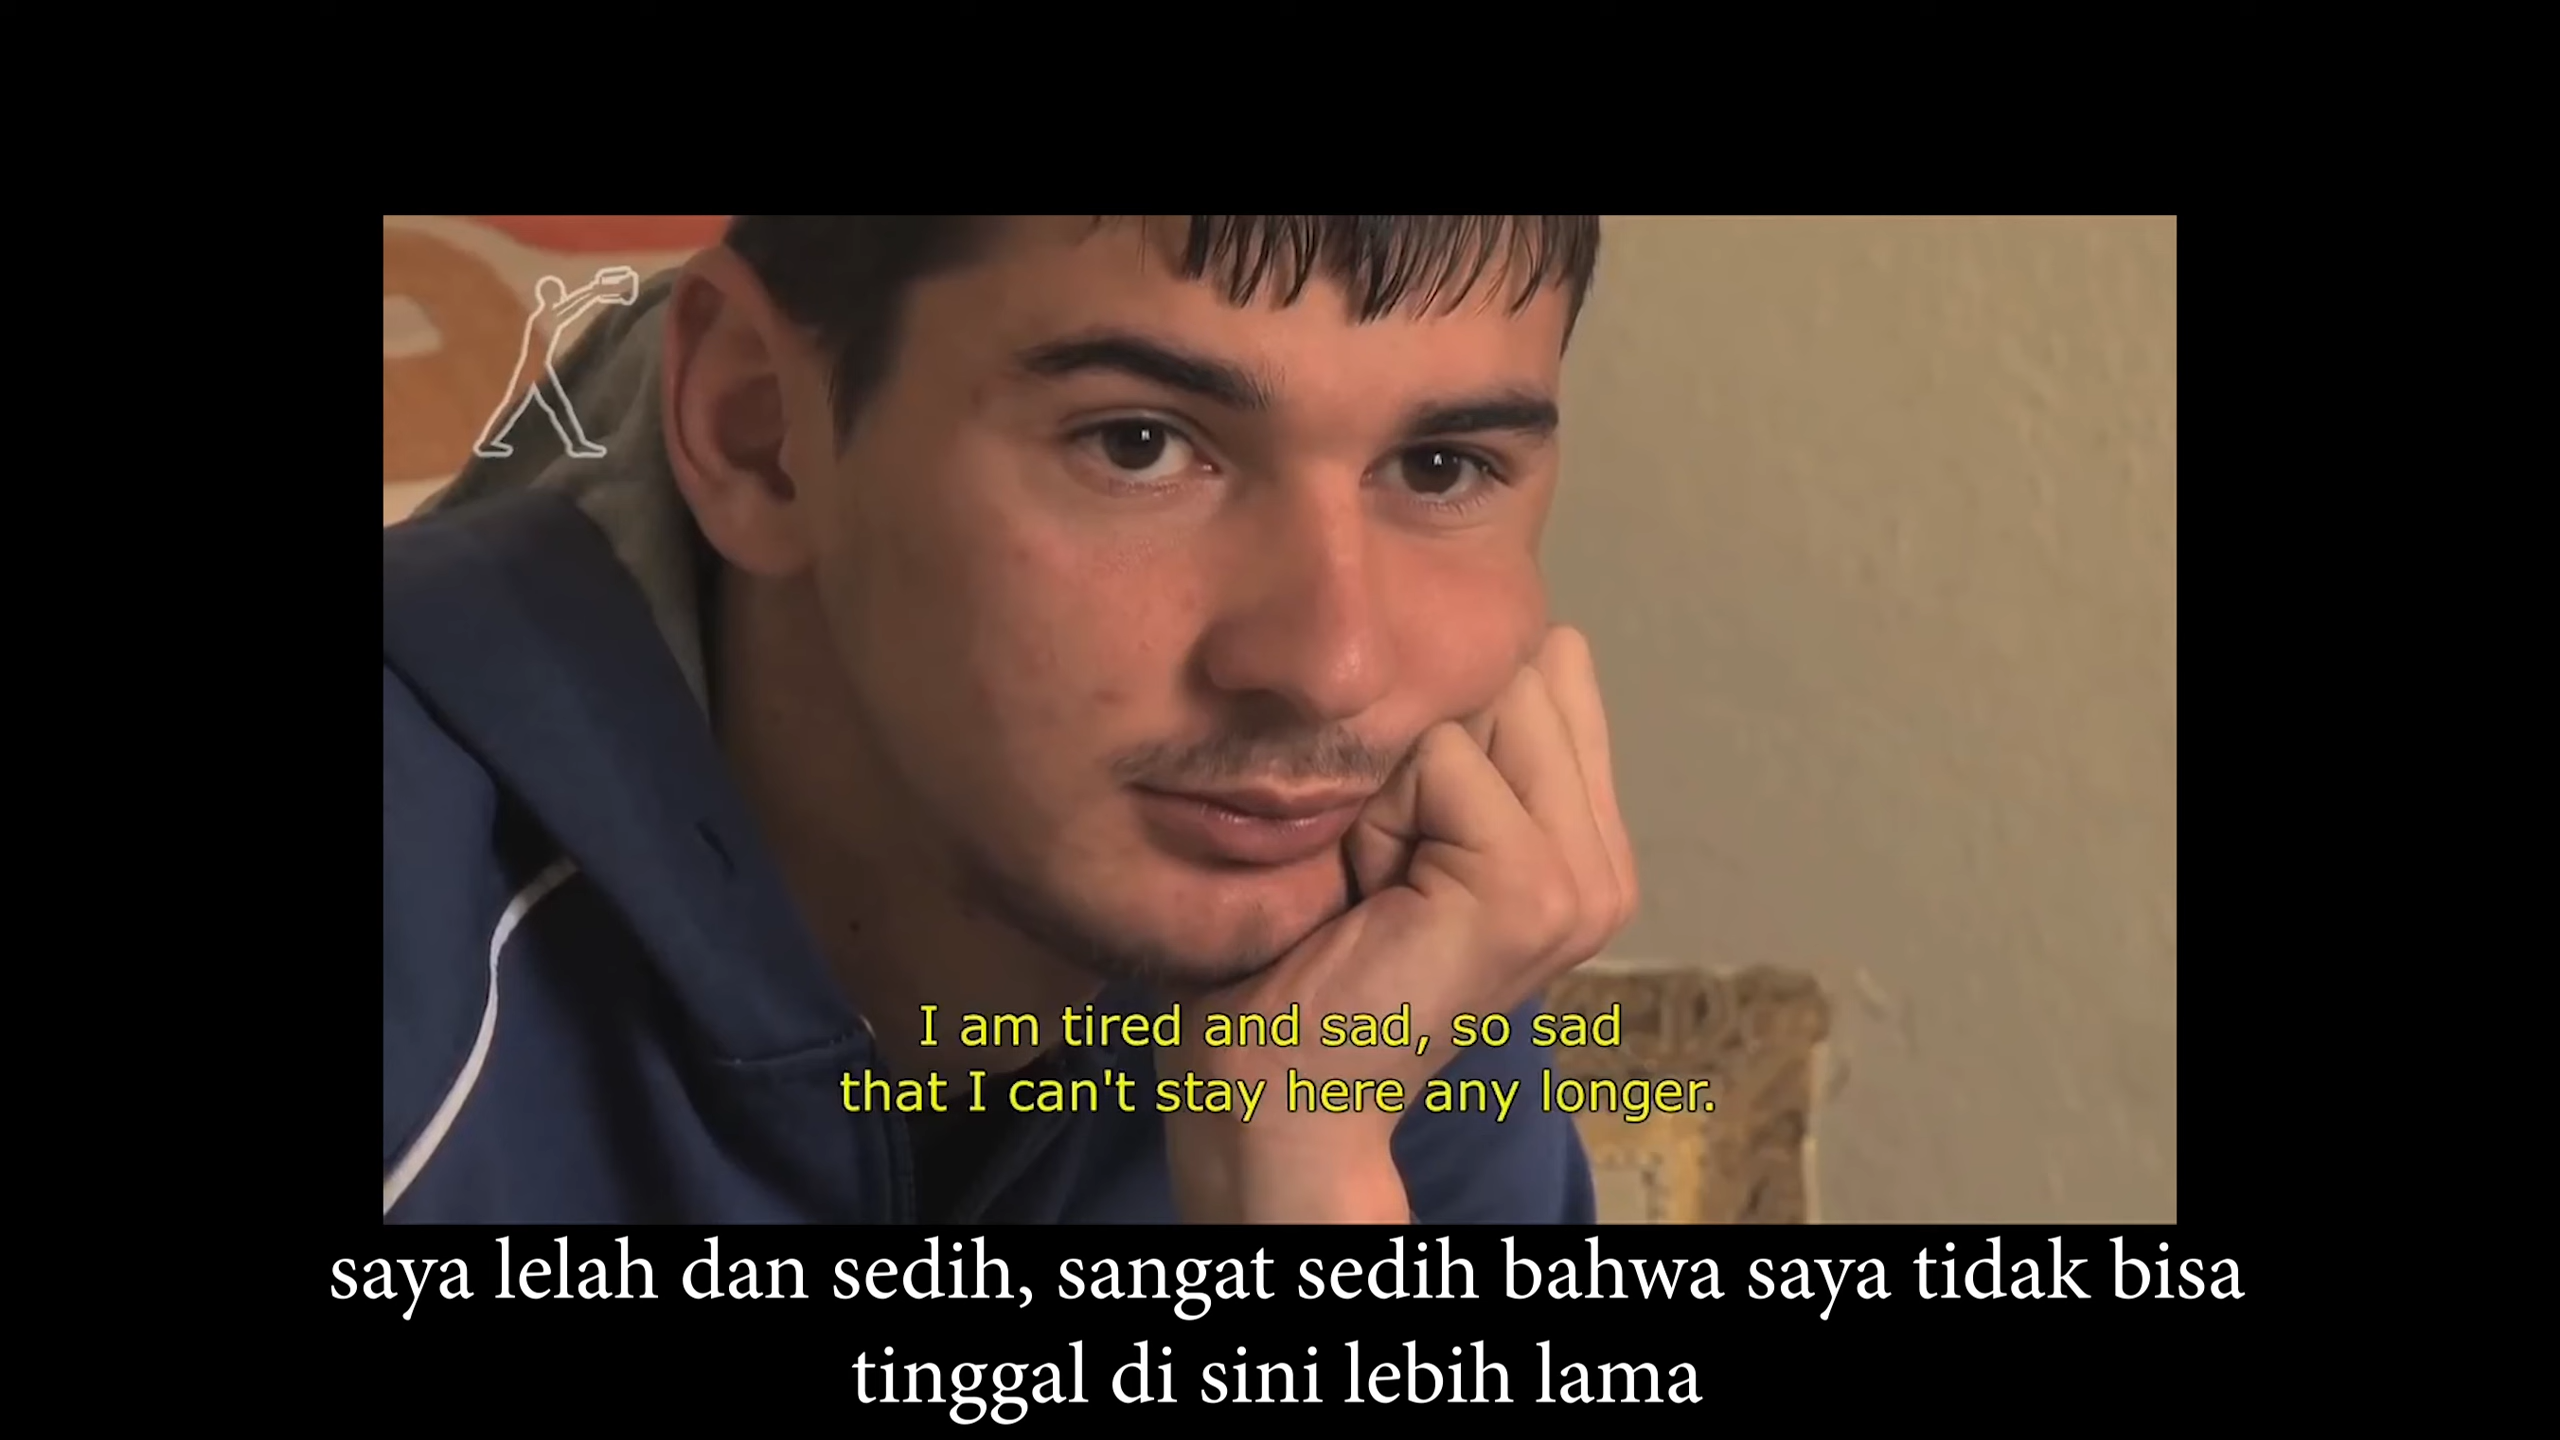 I am tired and sad, so sad
that I can't stay here any longer.
saya lelah dan sedih, sangat sedih bahwa saya tidak bisa
tinggal di sini lebih lama